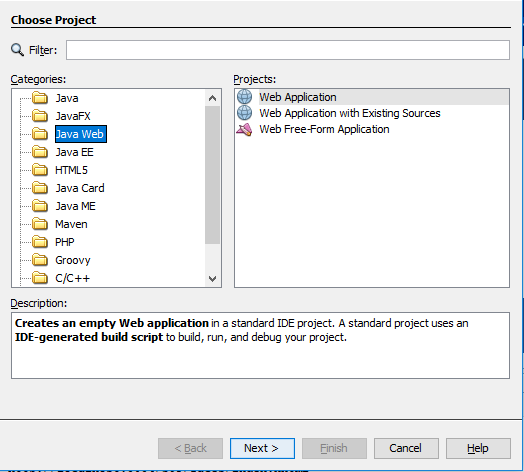 Choose Project
Filter:
Categories:
Java
JavaFX
Java Web
Java EE
HTML5
Java Card
Java ME
Maven
PHP
Groovy
C/C++
Projects:
Web Application
Web Application with Existing Sources
Web Free-Form Application
Description:
Creates an empty Web application in a standard IDE project. A standard project uses an
IDE-generated build script to build, run, and debug your project.
< Back
Next >
Finish
Cancel
Help